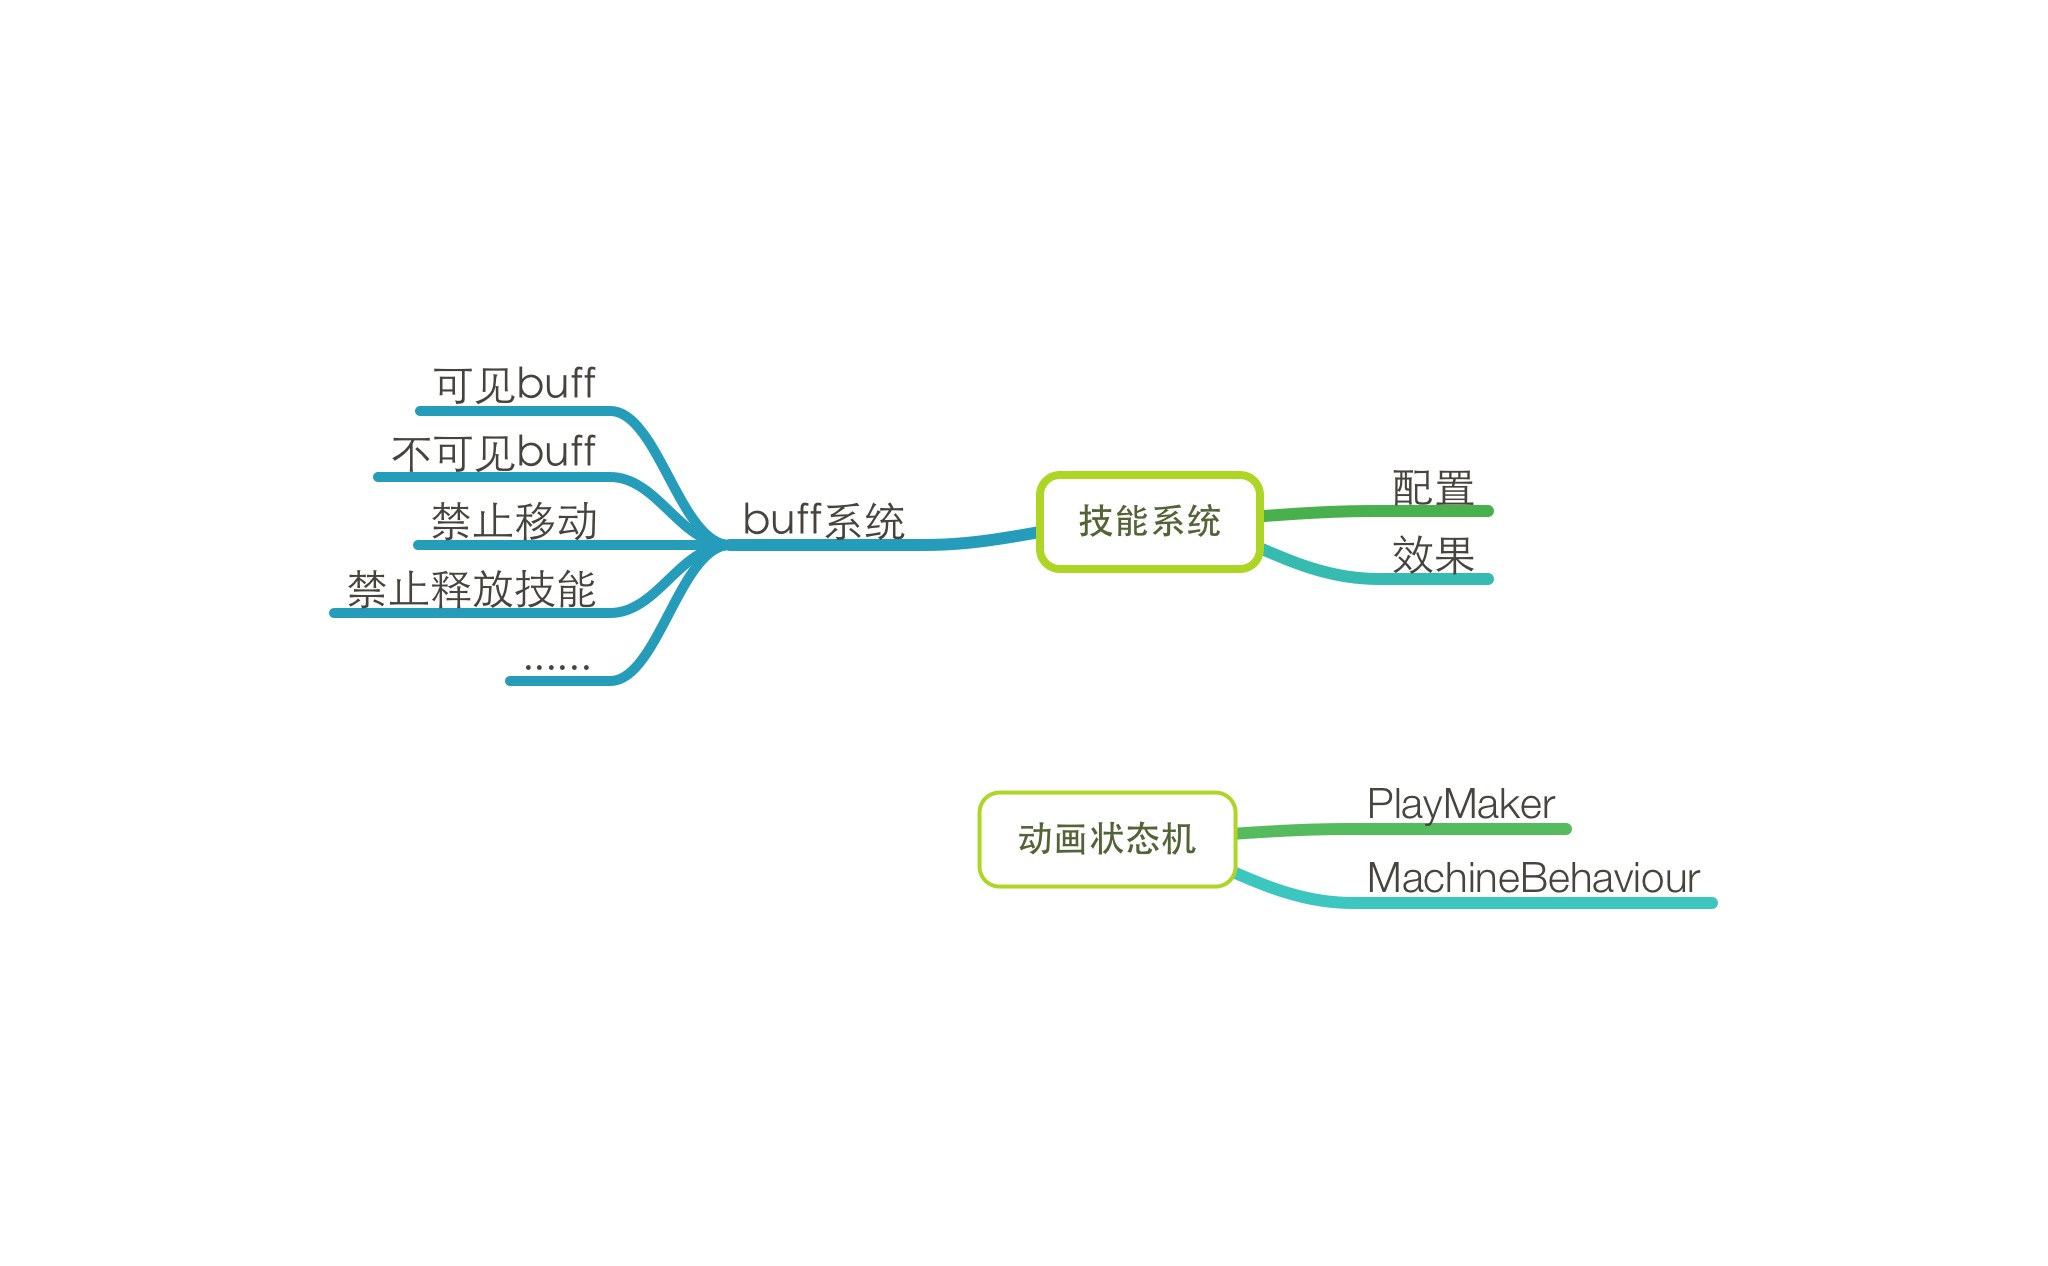 可见buff
不可见buff
禁止移动
禁止释放技能
......
buff系统
技能系统
配置
效果
动画状态机
PlayMaker
MachineBehaviour